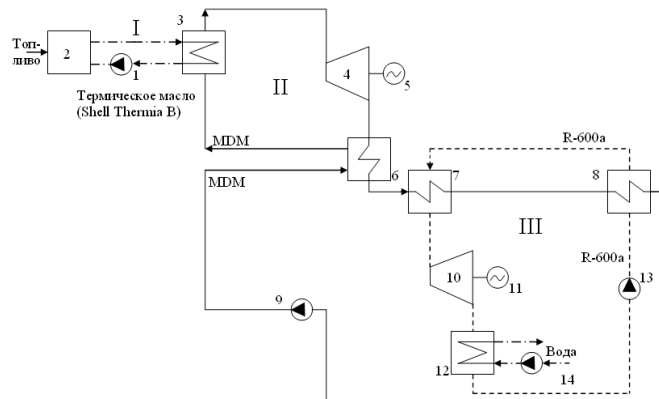 I
3
Топ-
ливо
2
1
4
5
II
Термическое масло
(Shell Thermia B)
MDM
6
MDM
R-600a
7
8
III
R-600a
10
11
13
9
Вода
12
14